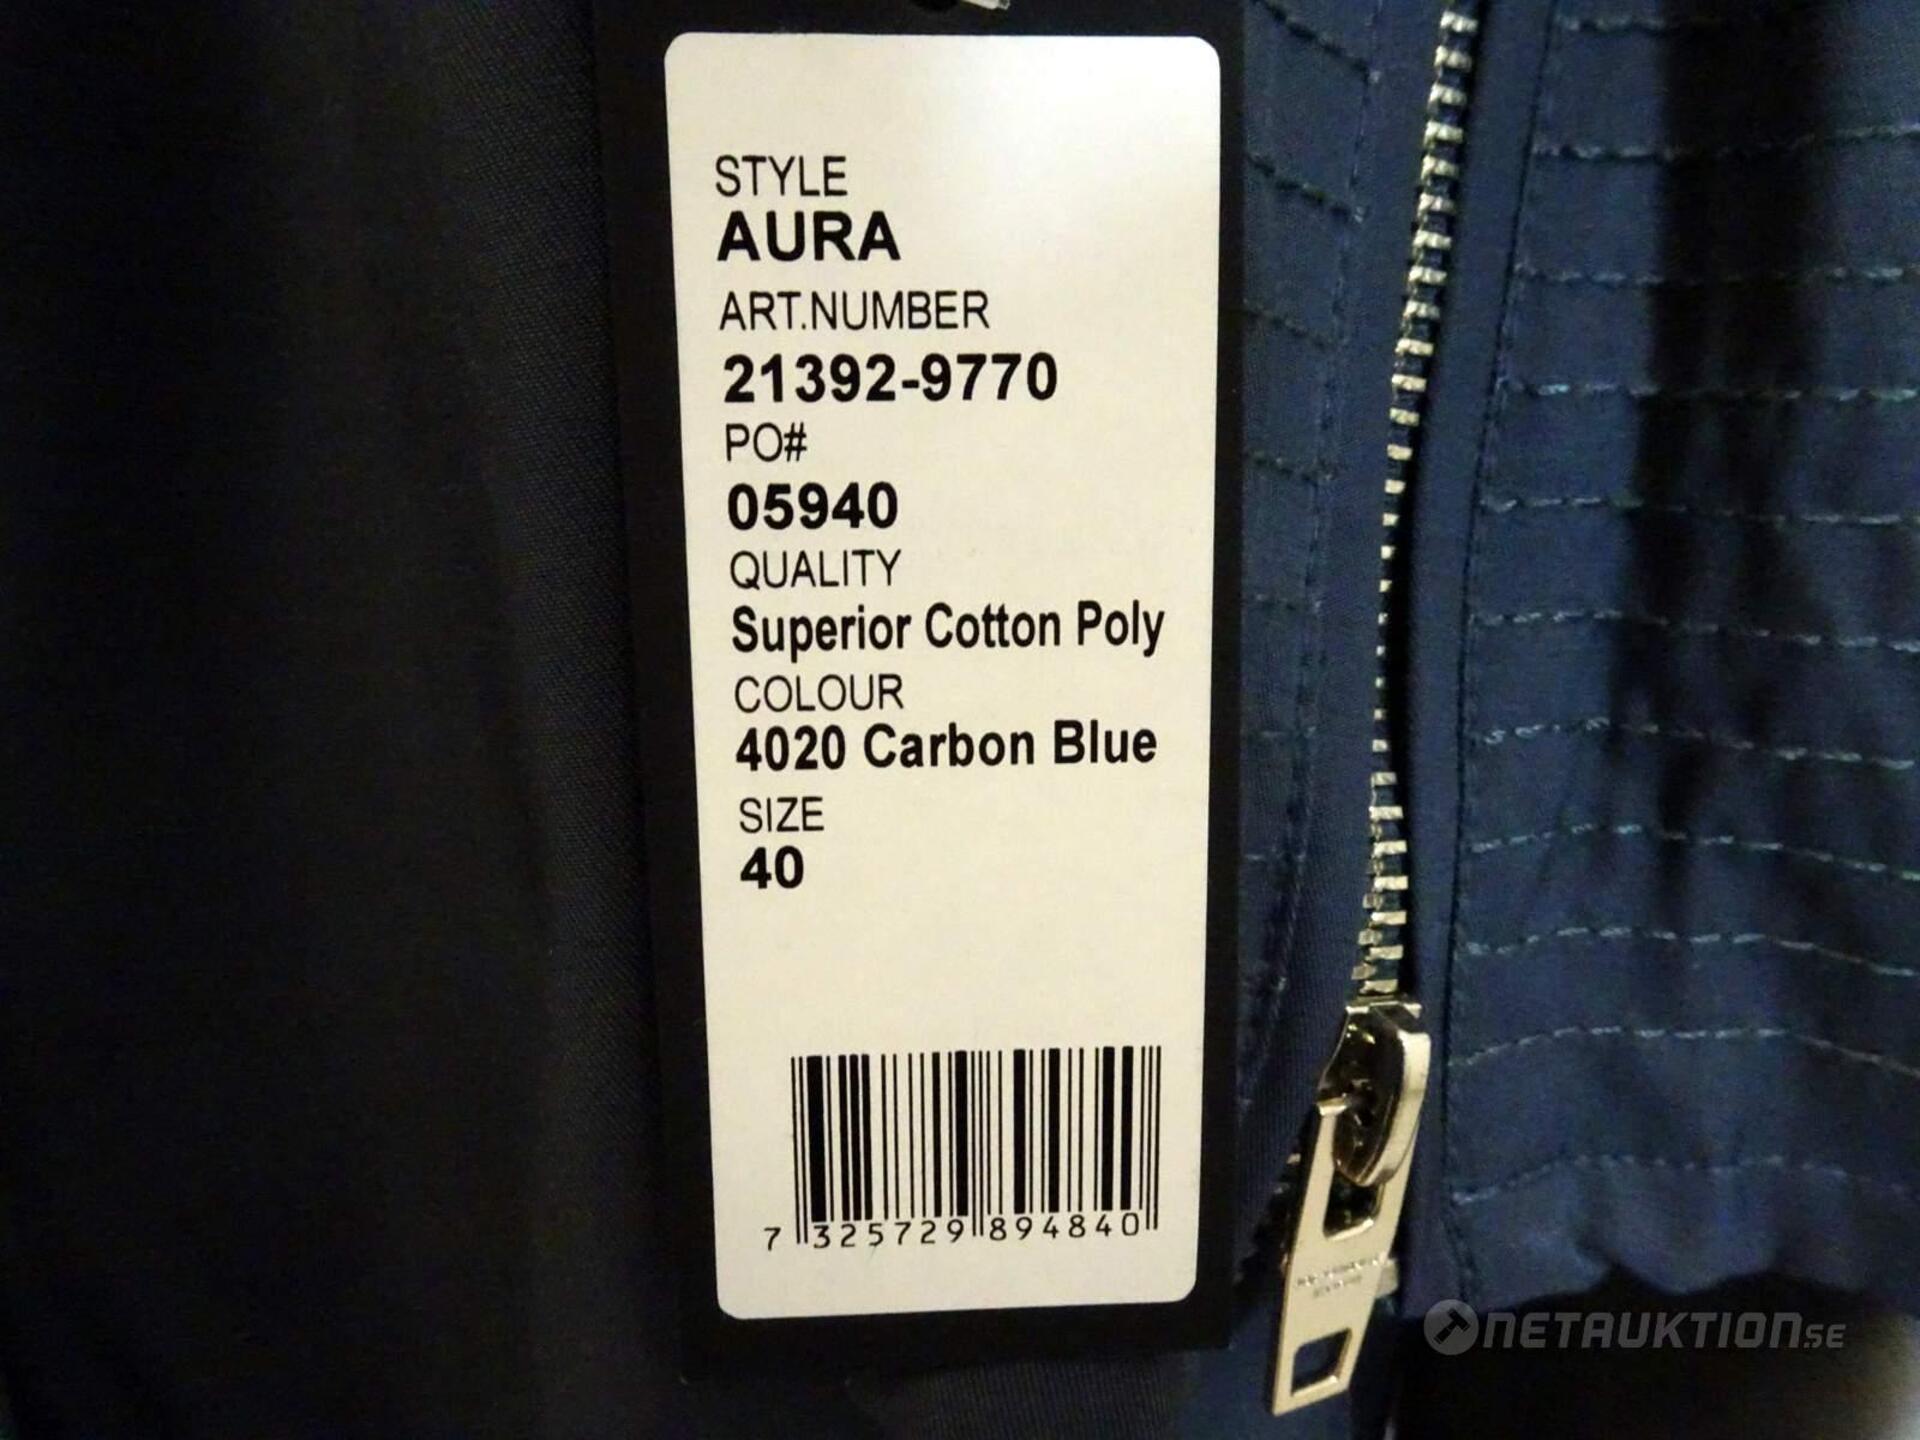 STYLE
AURA
ART.NUMBER
21392-9770
PO#
05940
QUALITY
Superior Cotton Poly
COLOUR
4020 Carbon Blue
SIZE
40
7 325729 894840
NETAUKTION.SE